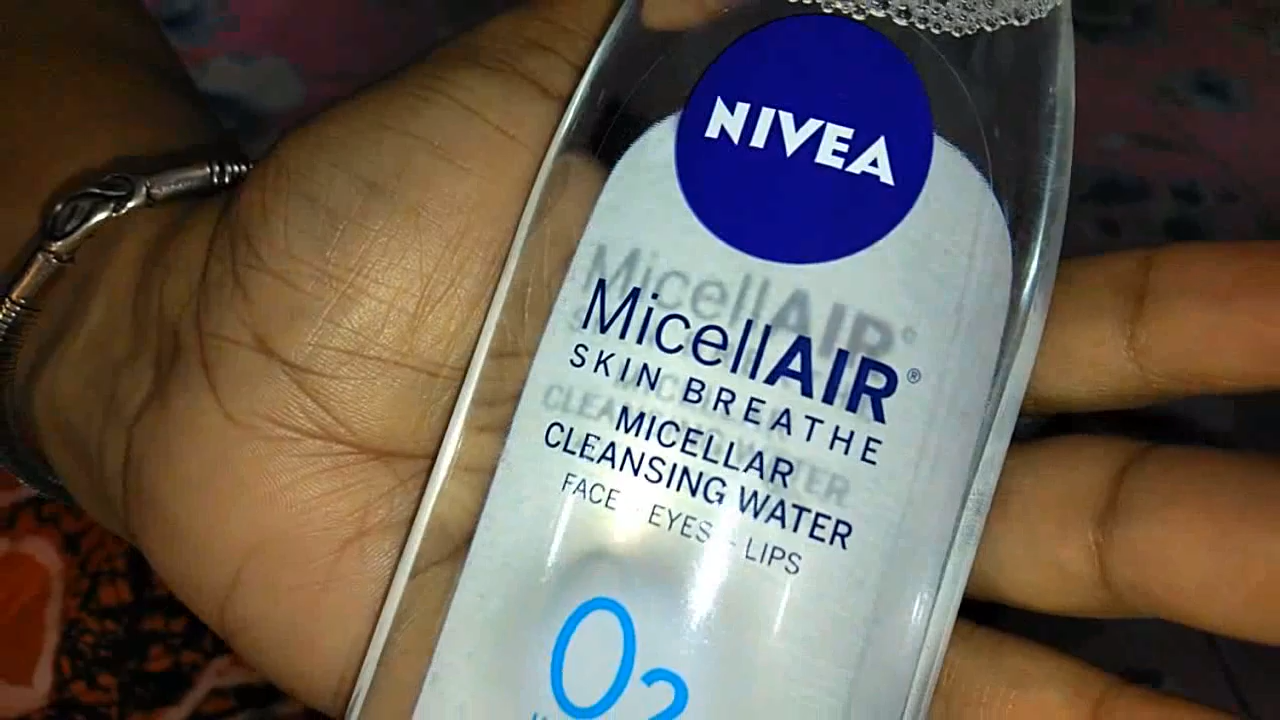 NIVEA
MicellAIR®
SKIN BREATHE
MICELLAR
CLEANSING WATER
FACE - EYES - LIPS
O2